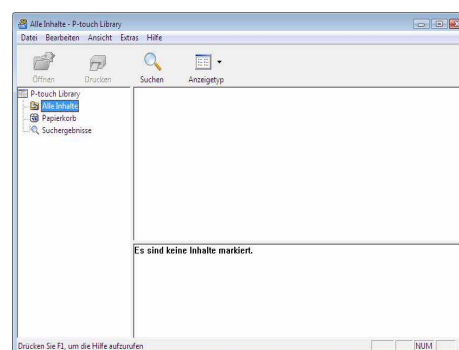 Alle Inhalte - P-touch Library
Datei Bearbeiten Ansicht Extras Hilfe
Öffnen Drucken Suchen Anzeigetyp
P-touch Library
Alle Inhalte
Papierkorb
Suchergebnisse
Es sind keine Inhalte markiert.
Drücken Sie F1, um die Hilfe aufzurufen NUM